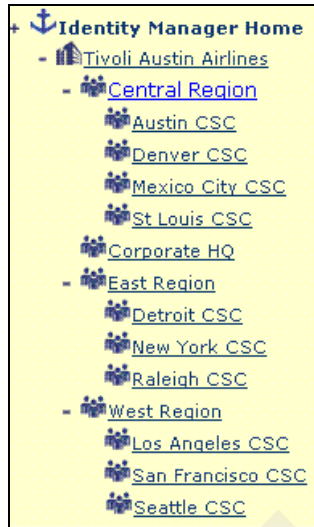 + Identity Manager Home
- Tivoli Austin Airlines
- Central Region
Austin CSC
Denver CSC
Mexico City CSC
St Louis CSC
Corporate HQ
- East Region
Detroit CSC
New York CSC
Raleigh CSC
- West Region
Los Angeles CSC
San Francisco CSC
Seattle CSC